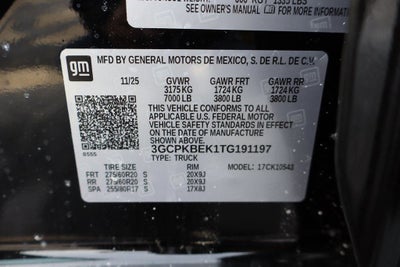 SEE OWNER'S MANUAL FOR MORE INFORMATION
gm
MFD BY GENERAL MOTORS DE MEXICO, S. DE R.L. DE C.V.
11/25 GVWR GAWR FRT GAWR RR
3175 KG 1724 KG 1724 KG
7000 LB 3800 LB 3800 LB
THIS VEHICLE CONFORMS TO ALL
APPLICABLE U.S. FEDERAL MOTOR
VEHICLE SAFETY STANDARDS IN
EFFECT ON THE DATE OF
MANUFACTURE SHOWN ABOVE.
3GCPKBEK1TG191197
TYPE: TRUCK
TIRE SIZE RIM MODEL: 17CK10543
FRT 275/60R20 S 20X9J
RR 275/60R20 S 20X9J
SPA 255/80R17 S 17X8J